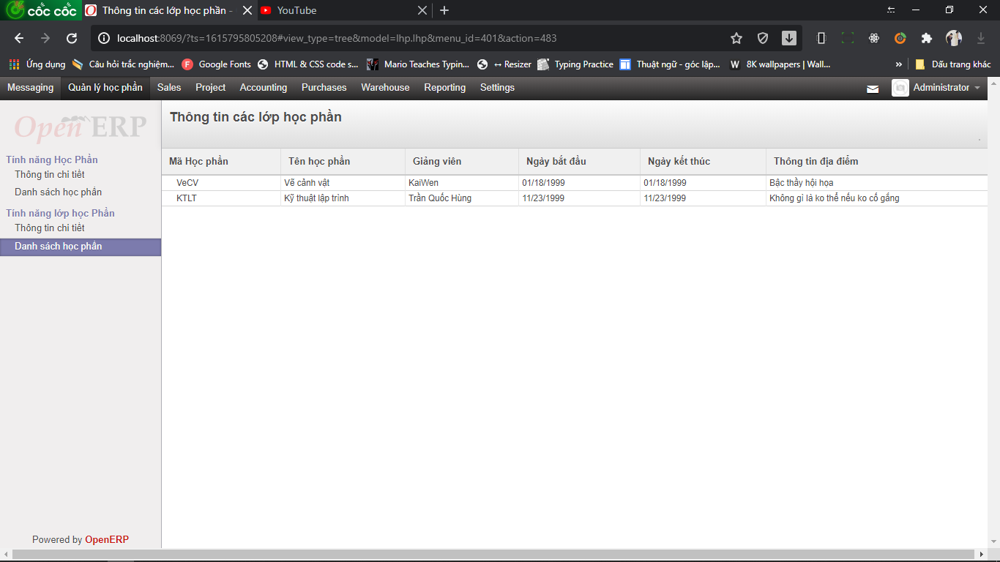 cốc cốc
Thông tin các lớp học phần -
YouTube
localhost:8069/?ts=1615795805208#view_type=tree&model=lhp.lhp&menu_id=401&action=483
Ứng dụng
Câu hỏi trắc nghiệm...
Google Fonts
HTML & CSS code s...
Mario Teaches Typin...
↔ Resizer
Typing Practice
Thuật ngữ - góc lập...
8K wallpapers | Wall...
»
Dấu trang khác
Messaging
Quản lý học phần
Sales
Project
Accounting
Purchases
Warehouse
Reporting
Settings
Administrator
Open ERP
Thông tin các lớp học phần
Tính năng Học Phần
Thông tin chi tiết
Danh sách học phần
Tính năng lớp học Phần
Thông tin chi tiết
Danh sách học phần
Mã Học phần Tên học phần Giảng viên Ngày bắt đầu Ngày kết thúc Thông tin địa điểm
VeCV Vẽ cảnh vật KaiWen 01/18/1999 01/18/1999 Bậc thầy hội họa
KTLT Kỹ thuật lập trình Trần Quốc Hùng 11/23/1999 11/23/1999 Không gì là ko thể nếu ko cố gắng
Powered by OpenERP